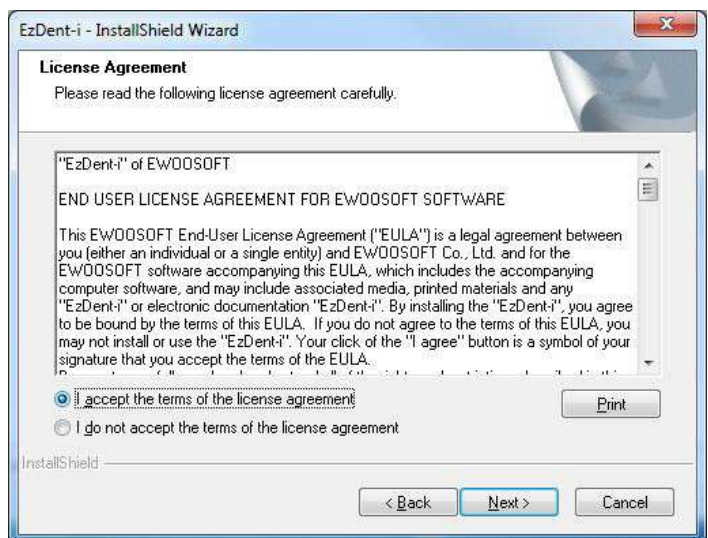 EzDent-i - InstallShield Wizard
License Agreement
Please read the following license agreement carefully.
"EzDent-i" of EWOOSOFT
END USER LICENSE AGREEMENT FOR EWOOSOFT SOFTWARE
This EWOOSOFT End-User License Agreement ("EULA") is a legal agreement between
you (either an individual or a single entity) and EWOOSOFT Co., Ltd. and for the
EWOOSOFT software accompanying this EULA, which includes the accompanying
computer software, and may include associated media, printed materials and any
"EzDent-i" or electronic documentation "EzDent-i". By installing the "EzDent-i", you agree
to be bound by the terms of this EULA. If you do not agree to the terms of this EULA, you
may not install or use the "EzDent-i". Your click of the "I agree" button is a symbol of your
signature that you accept the terms of the EULA.
I accept the terms of the license agreement
Print
I do not accept the terms of the license agreement
InstallShield
< Back
Next >
Cancel